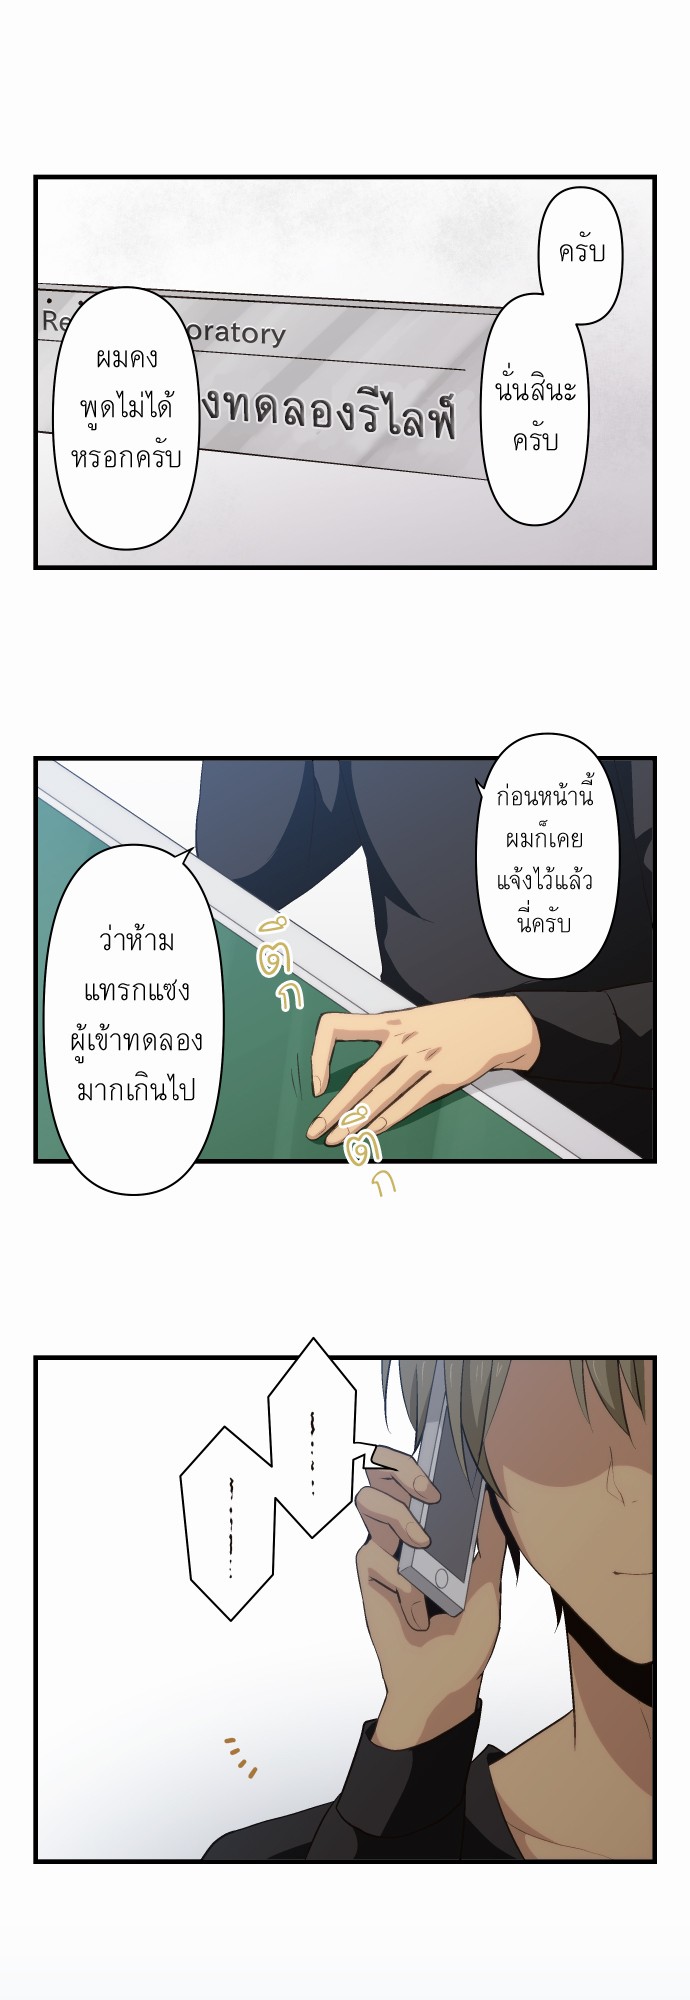 ครับ
นั่นสินะ
ครับ
oratory
งทดลองรีไลฟ์
ผมคง
พูดไม่ได้
หรอกครับ
ก่อนหน้านี้
ผมก็เคย
แจ้งไว้แล้ว
นี่ครับ
ว่าห้าม
แทรกแซง
ผู้เข้าทดลอง
มากเกินไป
ตึก
ตึก